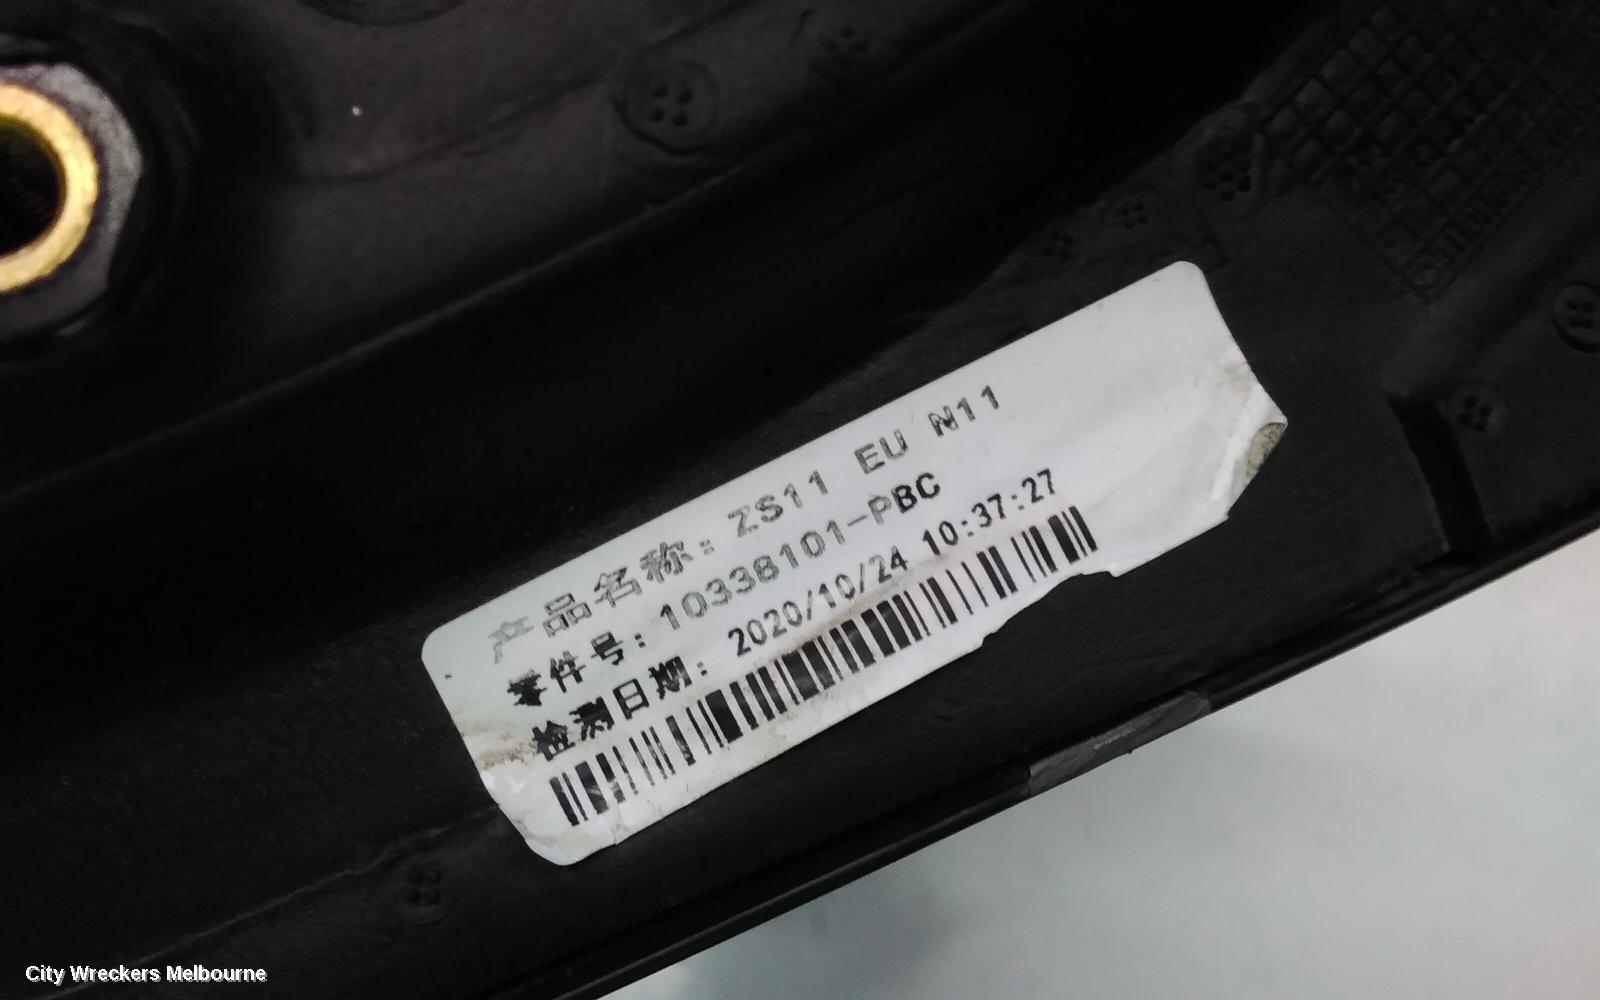 产品名称: ZS11 EU N11
零件号: 10338101-PBC
检测日期: 2020/10/24 10:37:27
City Wreckers Melbourne